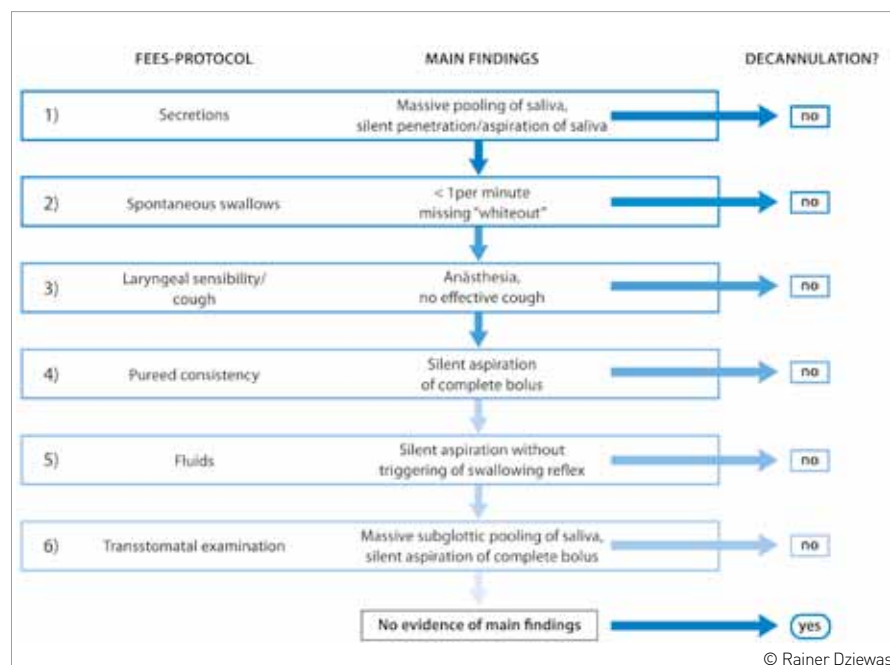 FEES-PROTOCOL MAIN FINDINGS DECANNULATION?
1) Secretions Massive pooling of saliva,
silent penetration/aspiration of saliva no
2) Spontaneous swallows < 1per minute
missing "whiteout" no
3) Laryngeal sensibility/
cough Anästhesia,
no effective cough no
4) Pureed consistency Silent aspiration
of complete bolus no
5) Fluids Silent aspiration without
triggering of swallowing reflex no
6) Transstomatal examination Massive subglottic pooling of saliva,
silent aspiration of complete bolus no
No evidence of main findings yes
© Rainer Dziewas